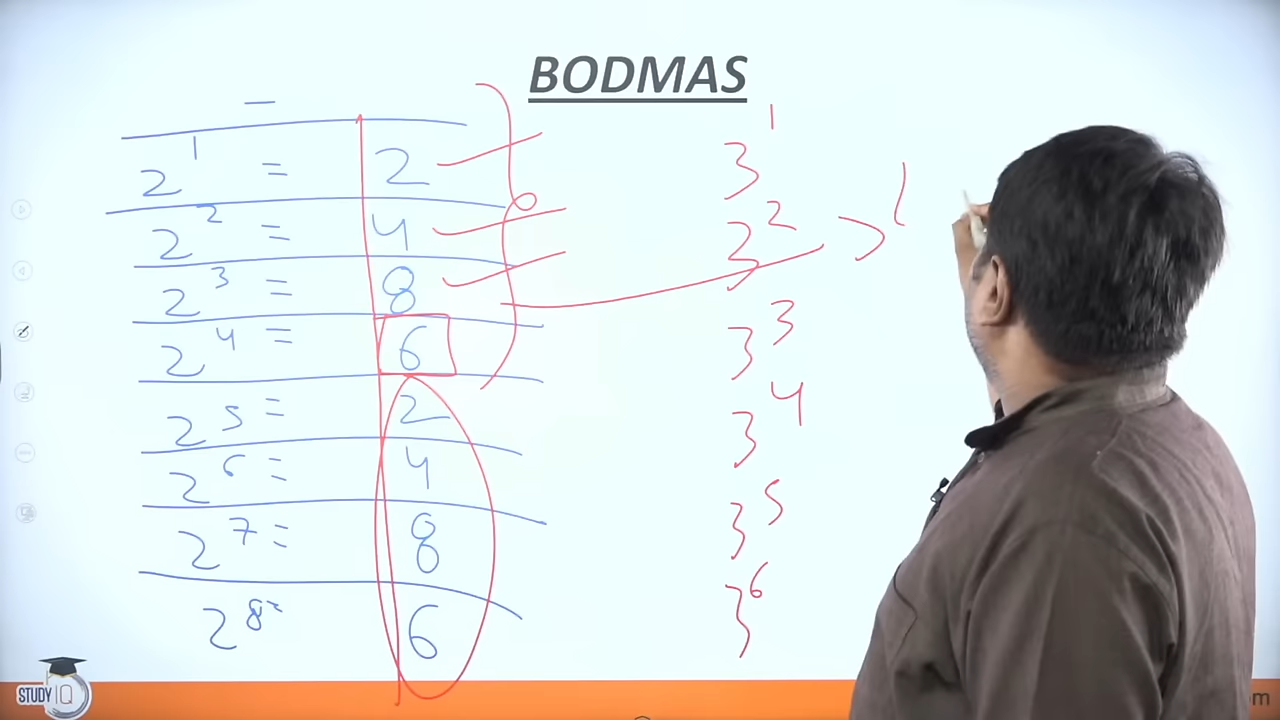 BODMAS
2^1 = 2
2^2 = 4
2^3 = 8
2^4 = 6
2^5 = 2
2^6 = 4
2^7 = 8
2^8 = 6
3^1
3^2
3^3
3^4
3^5
3^6
STUDY IQ
om